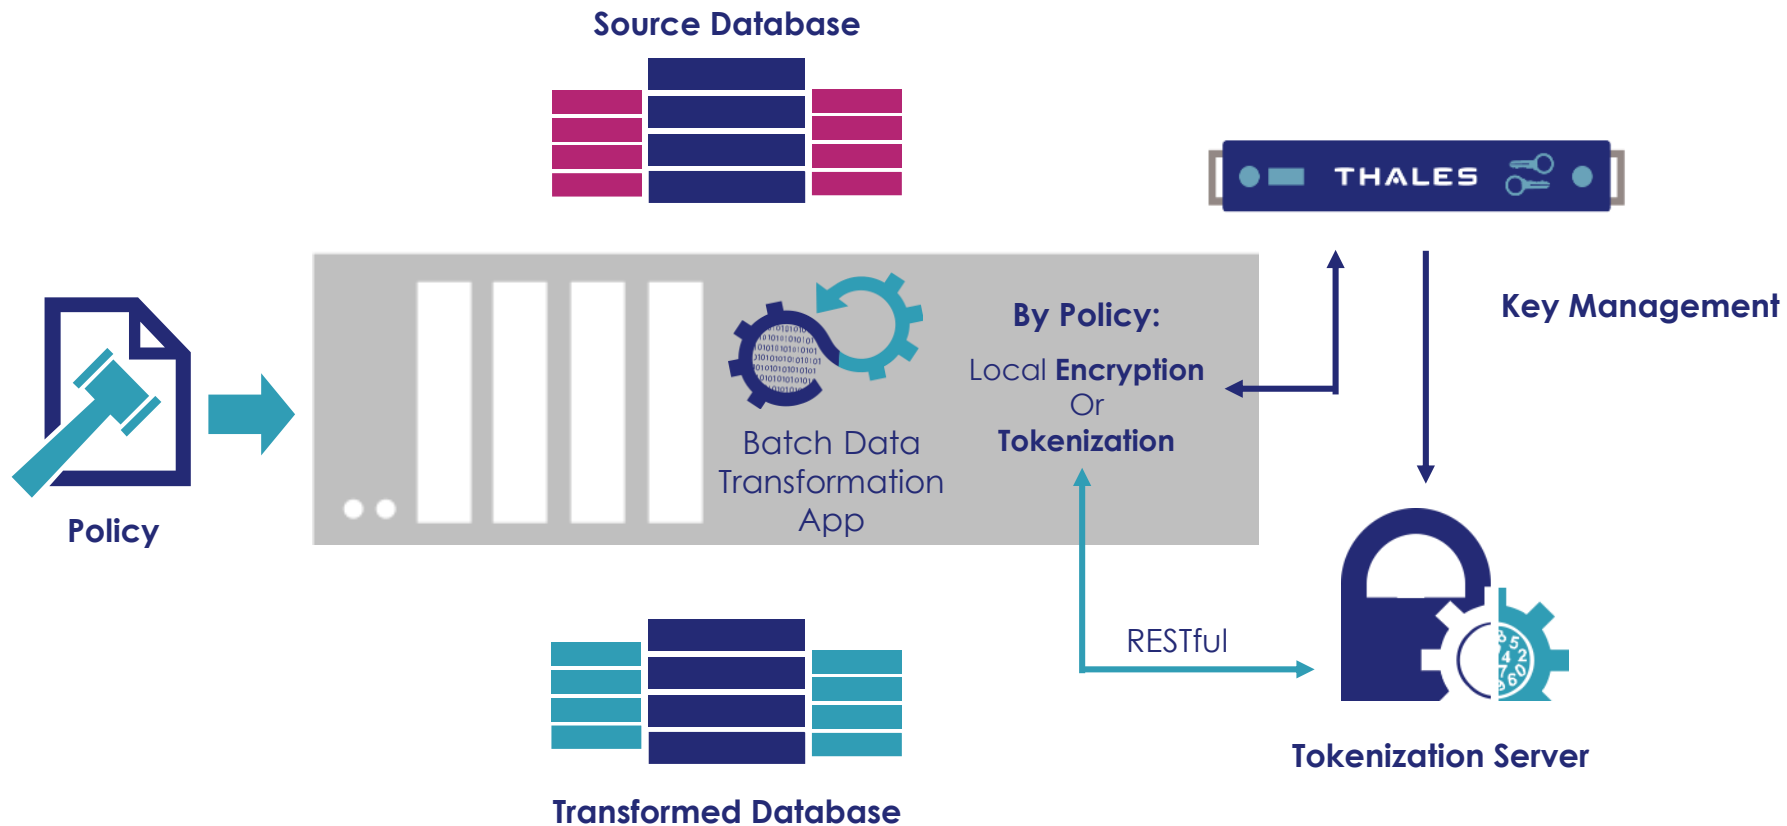 Source Database
THALES
Key Management
By Policy:
Local Encryption
Or
Tokenization
Batch Data
Transformation
App
Policy
RESTful
Tokenization Server
Transformed Database